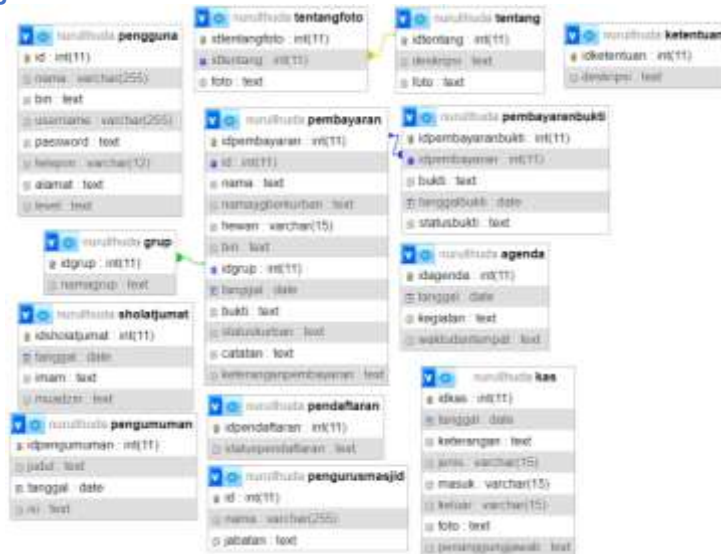 nurulhuda pengguna
id : int(11)
nama : varchar(255)
bin : text
username : varchar(255)
password : text
telepon : varchar(12)
alamat : text
level : text
nurulhuda tentangfoto
idtentangfoto : int(11)
idtentang : int(11)
foto : text
nurulhuda tentang
idtentang : int(11)
deskripsi : text
foto : text
nurulhuda ketentuan
idketentuan : int(11)
deskripsi : text
nurulhuda pembayaran
idpembayaran : int(11)
id : int(11)
nama : text
namaygberkurban : text
hewan : varchar(15)
bin : text
idgrup : int(11)
tanggal : date
bukti : text
statuskurban : text
catatan : text
keteranganpembayaran : text
nurulhuda pembayaranbukti
idpembayaranbukti : int(11)
idpembayaran : int(11)
bukti : text
tanggalbukti : date
statusbukti : text
nurulhuda grup
idgrup : int(11)
namagrup : text
nurulhuda agenda
idagenda : int(11)
tanggal : date
kegiatan : text
waktudantempat : text
nurulhuda sholatjumat
idsholatjumat : int(11)
tanggal : date
imam : text
muadzin : text
nurulhuda kas
idkas : int(11)
tanggal : date
keterangan : text
jenis : varchar(15)
masuk : varchar(15)
keluar : varchar(15)
foto : text
penanggungjawab : text
nurulhuda pengumuman
idpengumuman : int(11)
judul : text
tanggal : date
isi : text
nurulhuda pendaftaran
idpendaftaran : int(11)
statuspendaftaran : text
nurulhuda pengurusmasjid
id : int(11)
nama : varchar(255)
jabatan : text